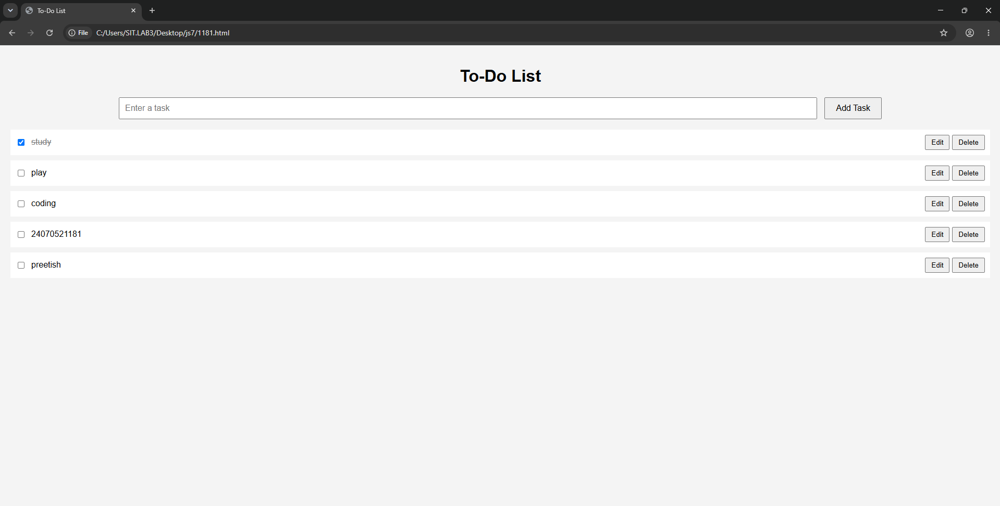 To-Do List
File C:/Users/SIT.LAB3/Desktop/js7/1181.html
To-Do List
Enter a task Add Task
study Edit Delete
play Edit Delete
coding Edit Delete
24070521181 Edit Delete
preetish Edit Delete